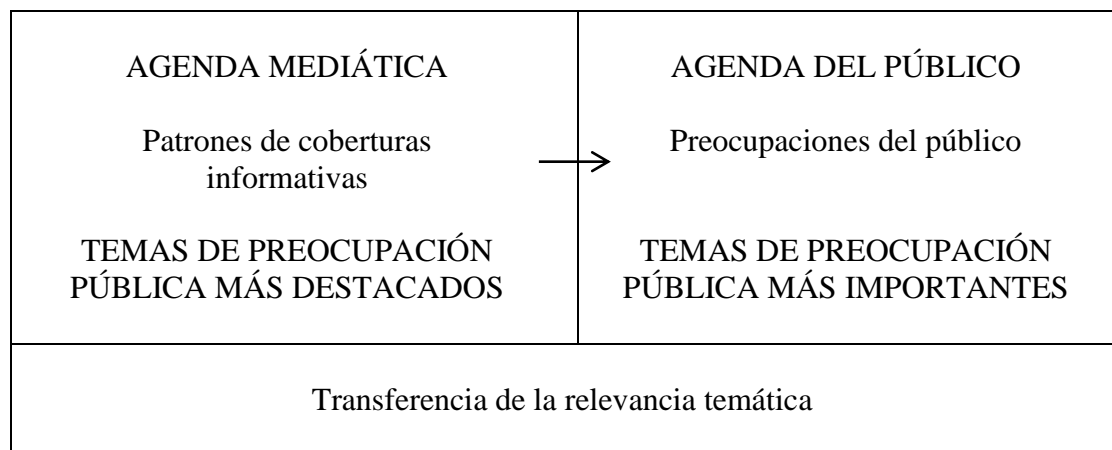 AGENDA MEDIÁTICA
Patrones de coberturas
informativas
TEMAS DE PREOCUPACIÓN
PÚBLICA MÁS DESTACADOS
AGENDA DEL PÚBLICO
Preocupaciones del público
TEMAS DE PREOCUPACIÓN
PÚBLICA MÁS IMPORTANTES
Transferencia de la relevancia temática